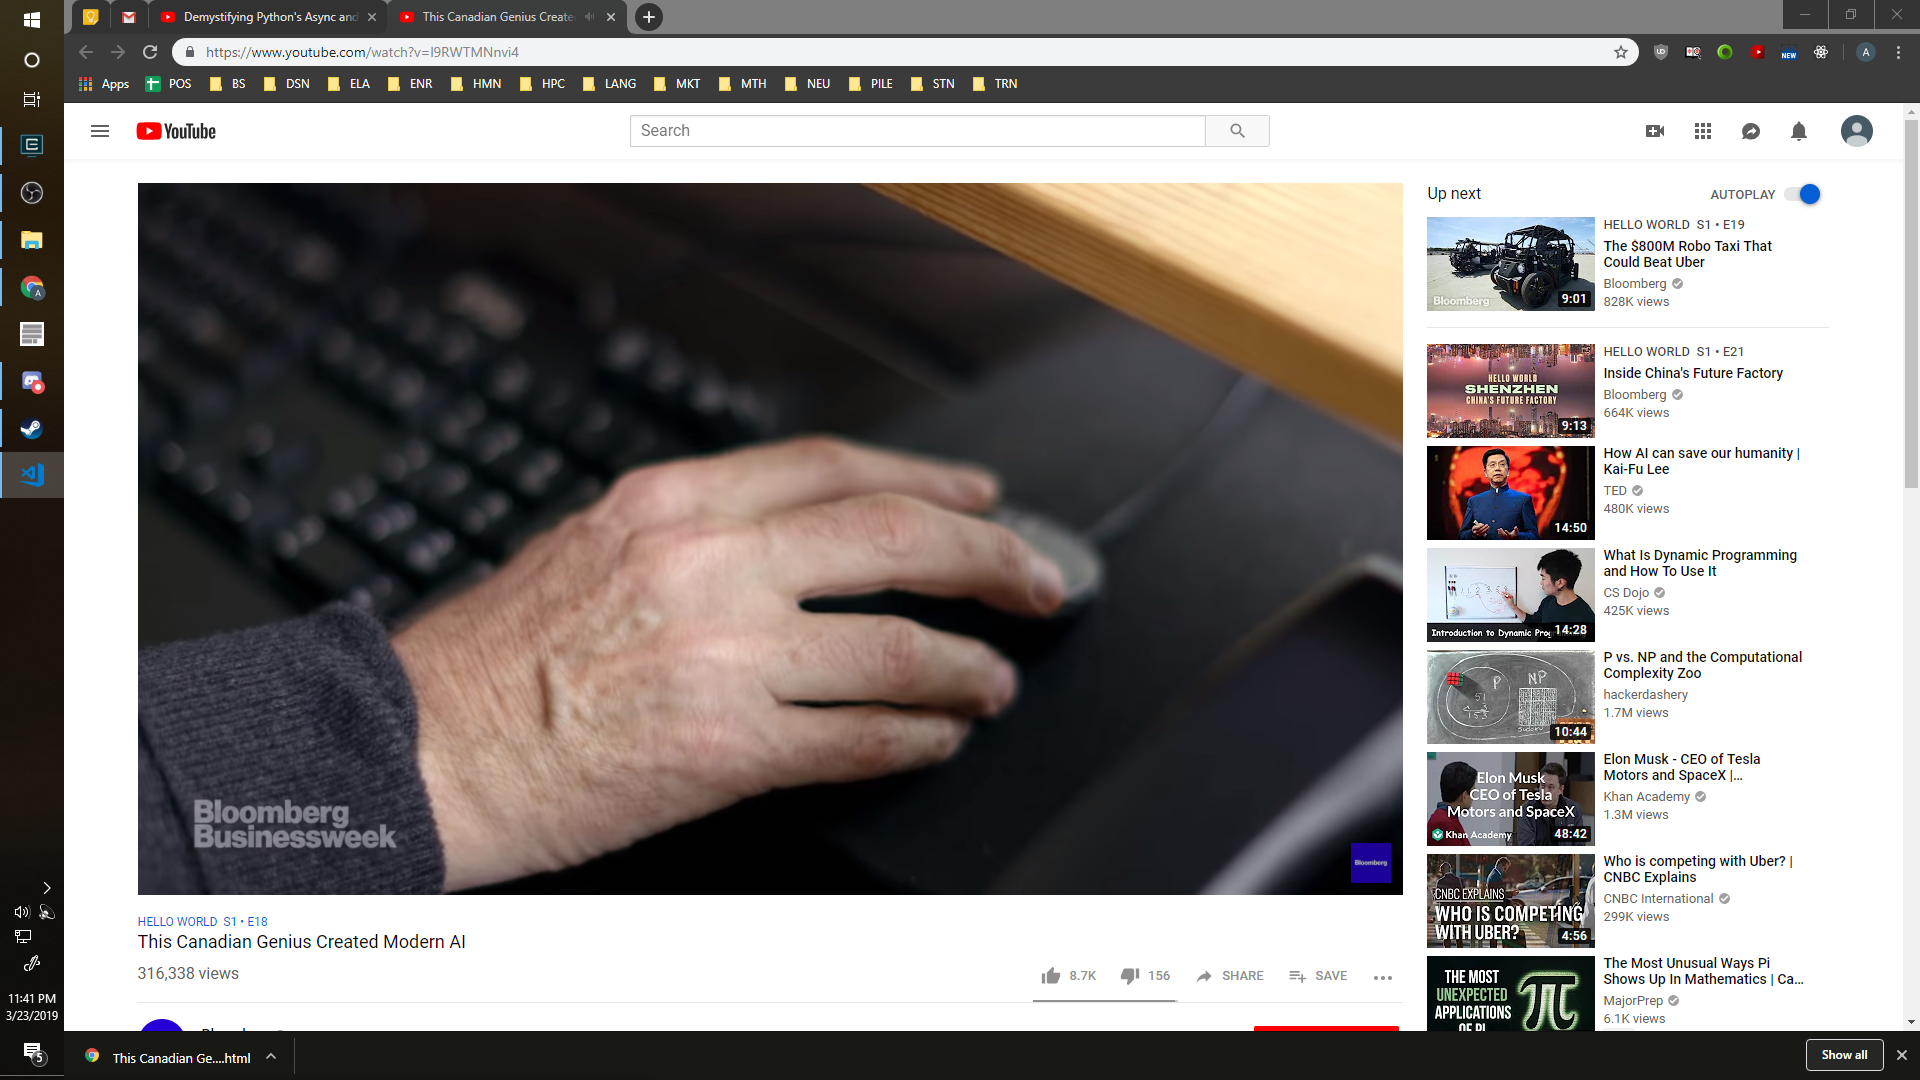 Demystifying Python's Async and
This Canadian Genius Create
https://www.youtube.com/watch?v=I9RWTMNnvi4
A
Apps
POS
BS
DSN
ELA
ENR
HMN
HPC
LANG
MKT
MTH
NEU
PILE
STN
TRN
NEW
YouTube
Search
Bloomberg
Businessweek
Bloomberg
HELLO WORLD S1 • E18
This Canadian Genius Created Modern AI
316,338 views
8.7K
156
SHARE
SAVE
Up next
AUTOPLAY
Bloomberg
9:01
HELLO WORLD S1 • E19
The $800M Robo Taxi That
Could Beat Uber
Bloomberg
828K views
HELLO WORLD
SHENZHEN
CHINA'S FUTURE FACTORY
9:13
HELLO WORLD S1 • E21
Inside China's Future Factory
Bloomberg
664K views
14:50
How AI can save our humanity |
Kai-Fu Lee
TED
480K views
Introduction to Dynamic Prog
14:28
What Is Dynamic Programming
and How To Use It
CS Dojo
425K views
P
NP
51
153
Sudoku
10:44
P vs. NP and the Computational
Complexity Zoo
hackerdashery
1.7M views
Elon Musk
CEO of Tesla
Motors and SpaceX
Khan Academy
48:42
Elon Musk - CEO of Tesla
Motors and SpaceX |...
Khan Academy
1.3M views
CNBC EXPLAINS
WHO IS COMPETING
WITH UBER?
4:56
Who is competing with Uber? |
CNBC Explains
CNBC International
299K views
THE MOST
UNEXPECTED
APPLICATIONS
OF PI
π
The Most Unusual Ways Pi
Shows Up In Mathematics | Ca...
MajorPrep
6.1K views
11:41 PM
3/23/2019
5
This Canadian Ge....html
Show all